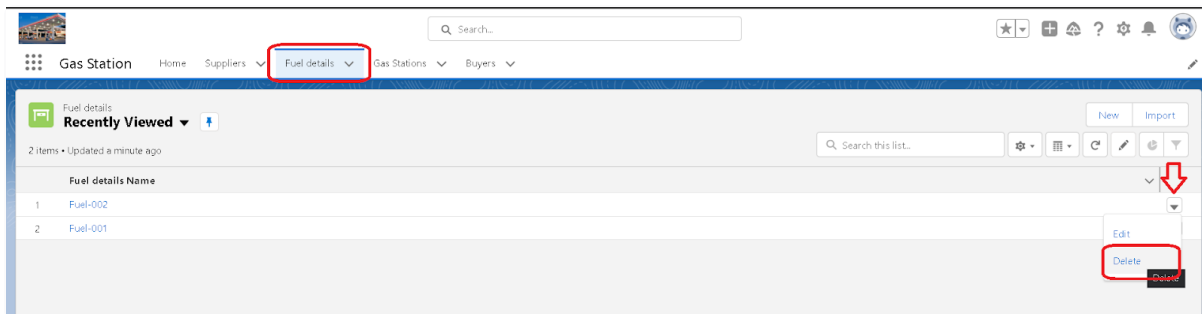 Search...
Gas Station Home Suppliers Fuel details Gas Stations Buyers
Fuel details
Recently Viewed
New Import
2 items • Updated a minute ago
Search this list...
Fuel details Name
1 Fuel-002
2 Fuel-001
Edit
Delete
Delete